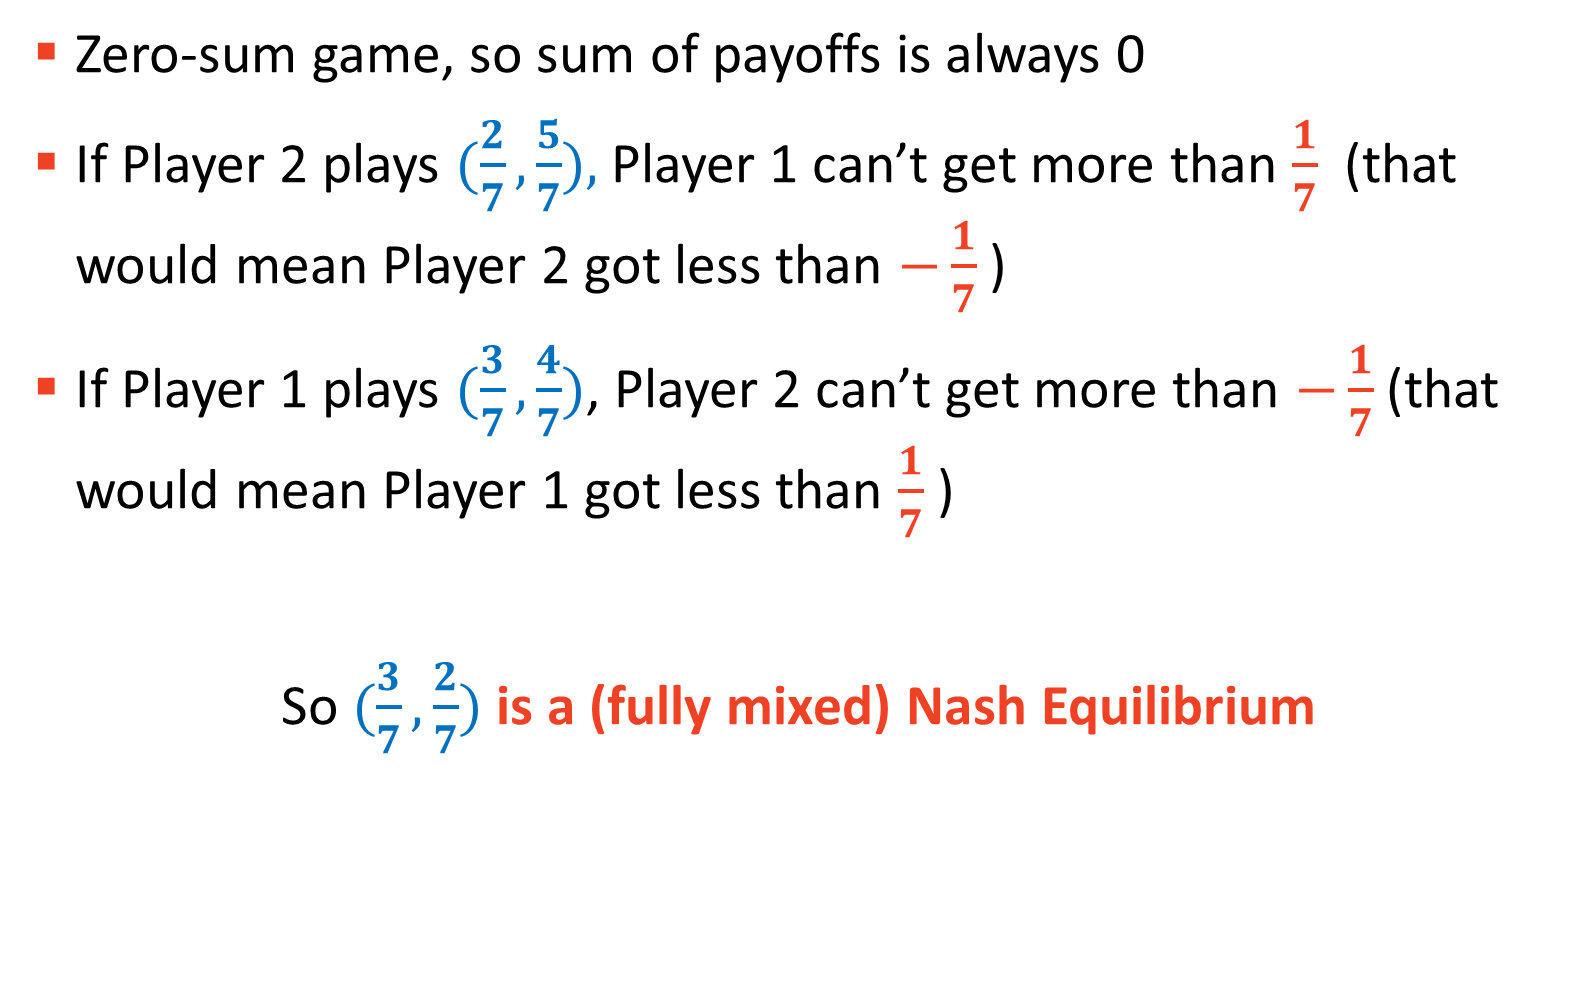 ▪ Zero-sum game, so sum of payoffs is always 0
▪ If Player 2 plays (2/7, 5/7), Player 1 can’t get more than 1/7 (that
would mean Player 2 got less than − 1/7 )
▪ If Player 1 plays (3/7, 4/7), Player 2 can’t get more than − 1/7 (that
would mean Player 1 got less than 1/7 )
So (3/7, 2/7) is a (fully mixed) Nash Equilibrium